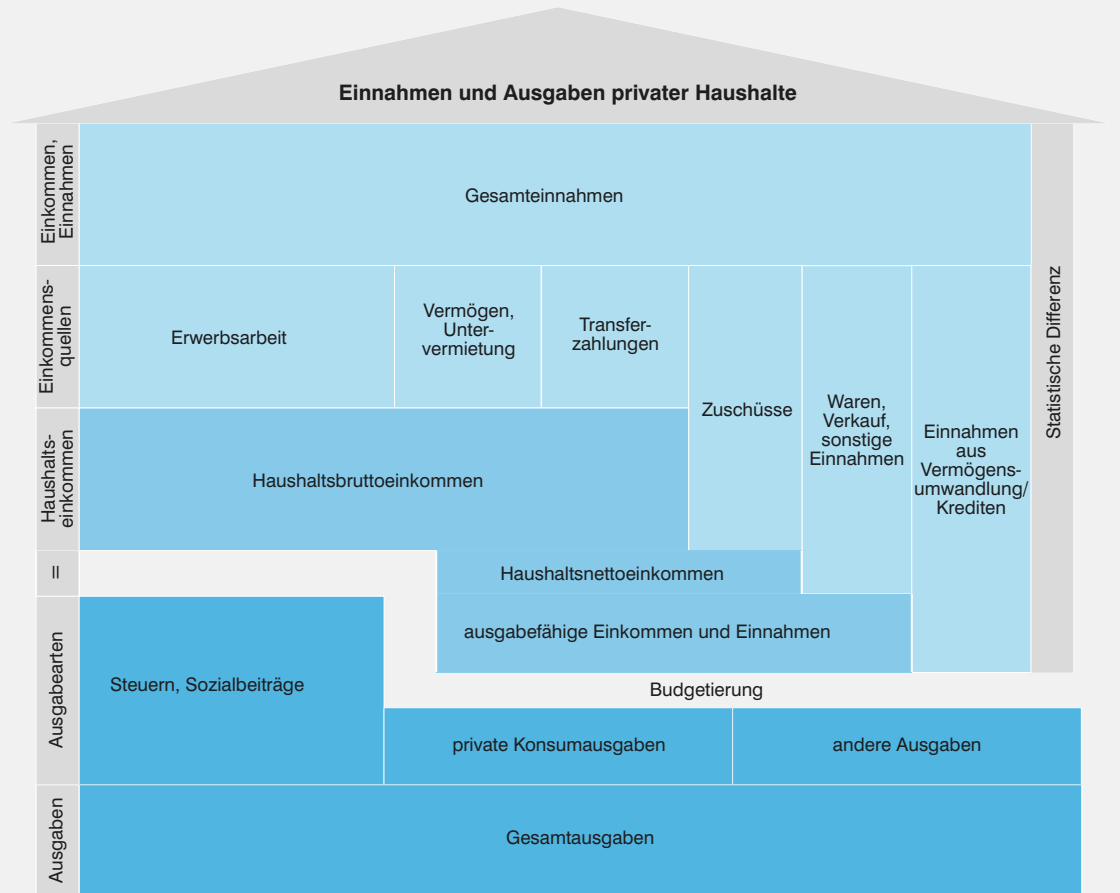 Einnahmen und Ausgaben privater Haushalte
Einkommen,
Einnahmen
Gesamteinnahmen
Statistische Differenz
Einkommens-
quellen
Erwerbsarbeit
Vermögen,
Unter-
vermietung
Transfer-
zahlungen
Zuschüsse
Waren,
Verkauf,
sonstige
Einnahmen
Einnahmen
aus
Vermögens-
umwandlung/
Krediten
Haushalts-
einkommen
Haushaltsbruttoeinkommen
=
Haushaltsnettoeinkommen
ausgabefähige Einkommen und Einnahmen
Ausgabearten
Steuern, Sozialbeiträge
Budgetierung
private Konsumausgaben
andere Ausgaben
Ausgaben
Gesamtausgaben